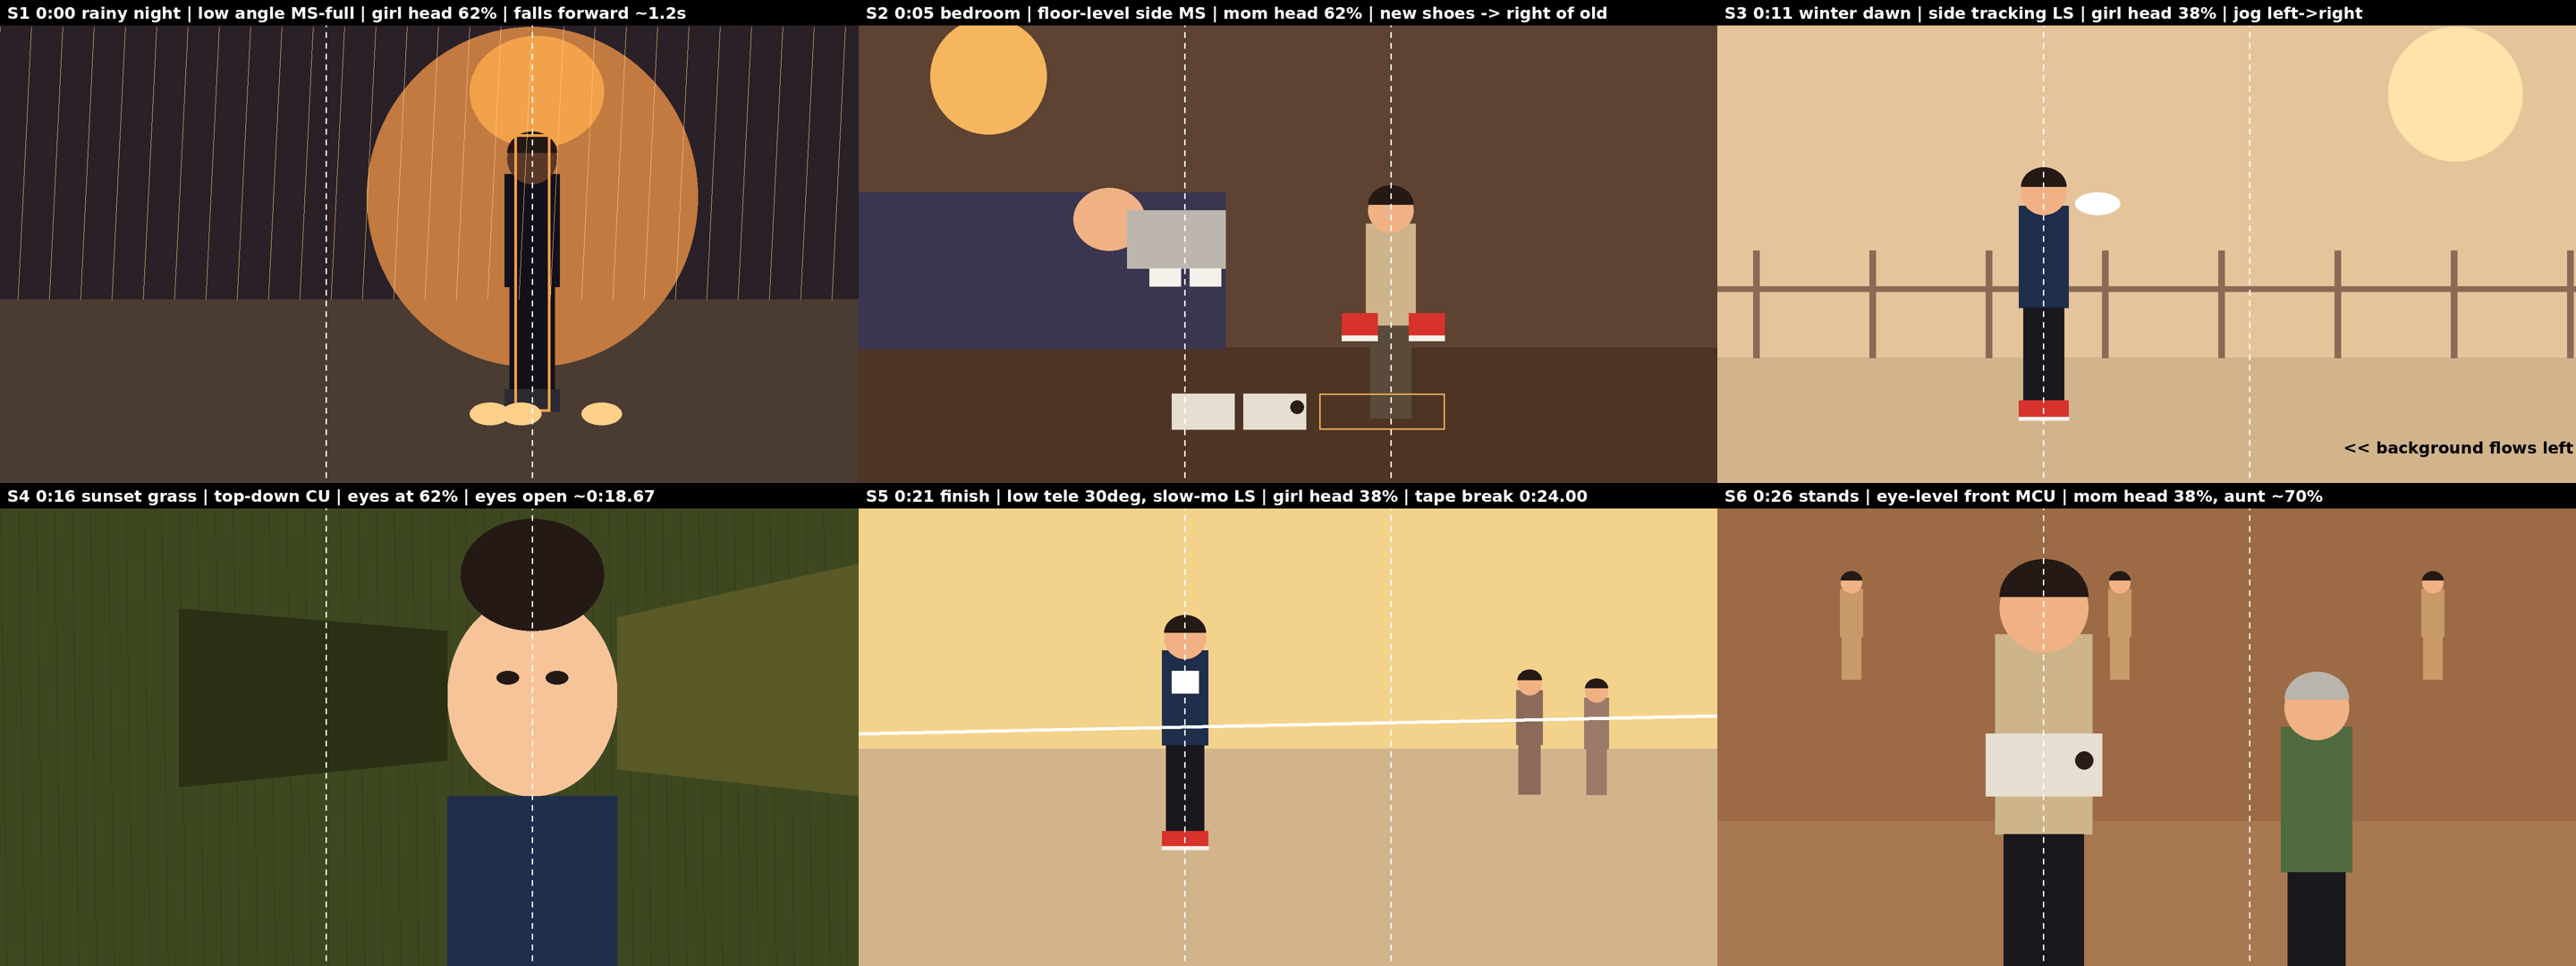 S1 0:00 rainy night | low angle MS-full | girl head 62% | falls forward ~1.2s
S2 0:05 bedroom | floor-level side MS | mom head 62% | new shoes -> right of old
S3 0:11 winter dawn | side tracking LS | girl head 38% | jog left->right
<< background flows left
S4 0:16 sunset grass | top-down CU | eyes at 62% | eyes open ~0:18.67
S5 0:21 finish | low tele 30deg, slow-mo LS | girl head 38% | tape break 0:24.00
S6 0:26 stands | eye-level front MCU | mom head 38%, aunt ~70%